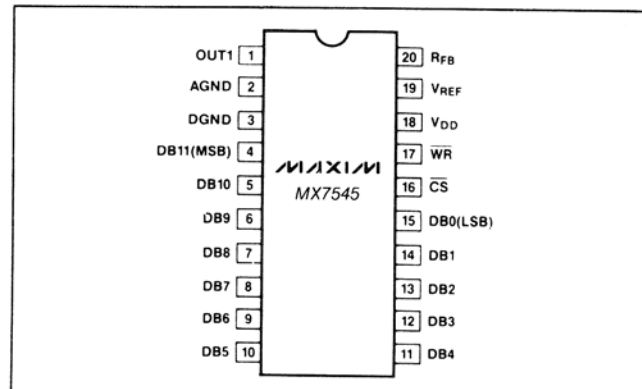 OUT1 1
AGND 2
DGND 3
DB11(MSB) 4
DB10 5
DB9 6
DB8 7
DB7 8
DB6 9
DB5 10
MAXIM
MX7545
20 RFB
19 VREF
18 VDD
17 W̅R̅
16 C̅S̅
15 DB0(LSB)
14 DB1
13 DB2
12 DB3
11 DB4